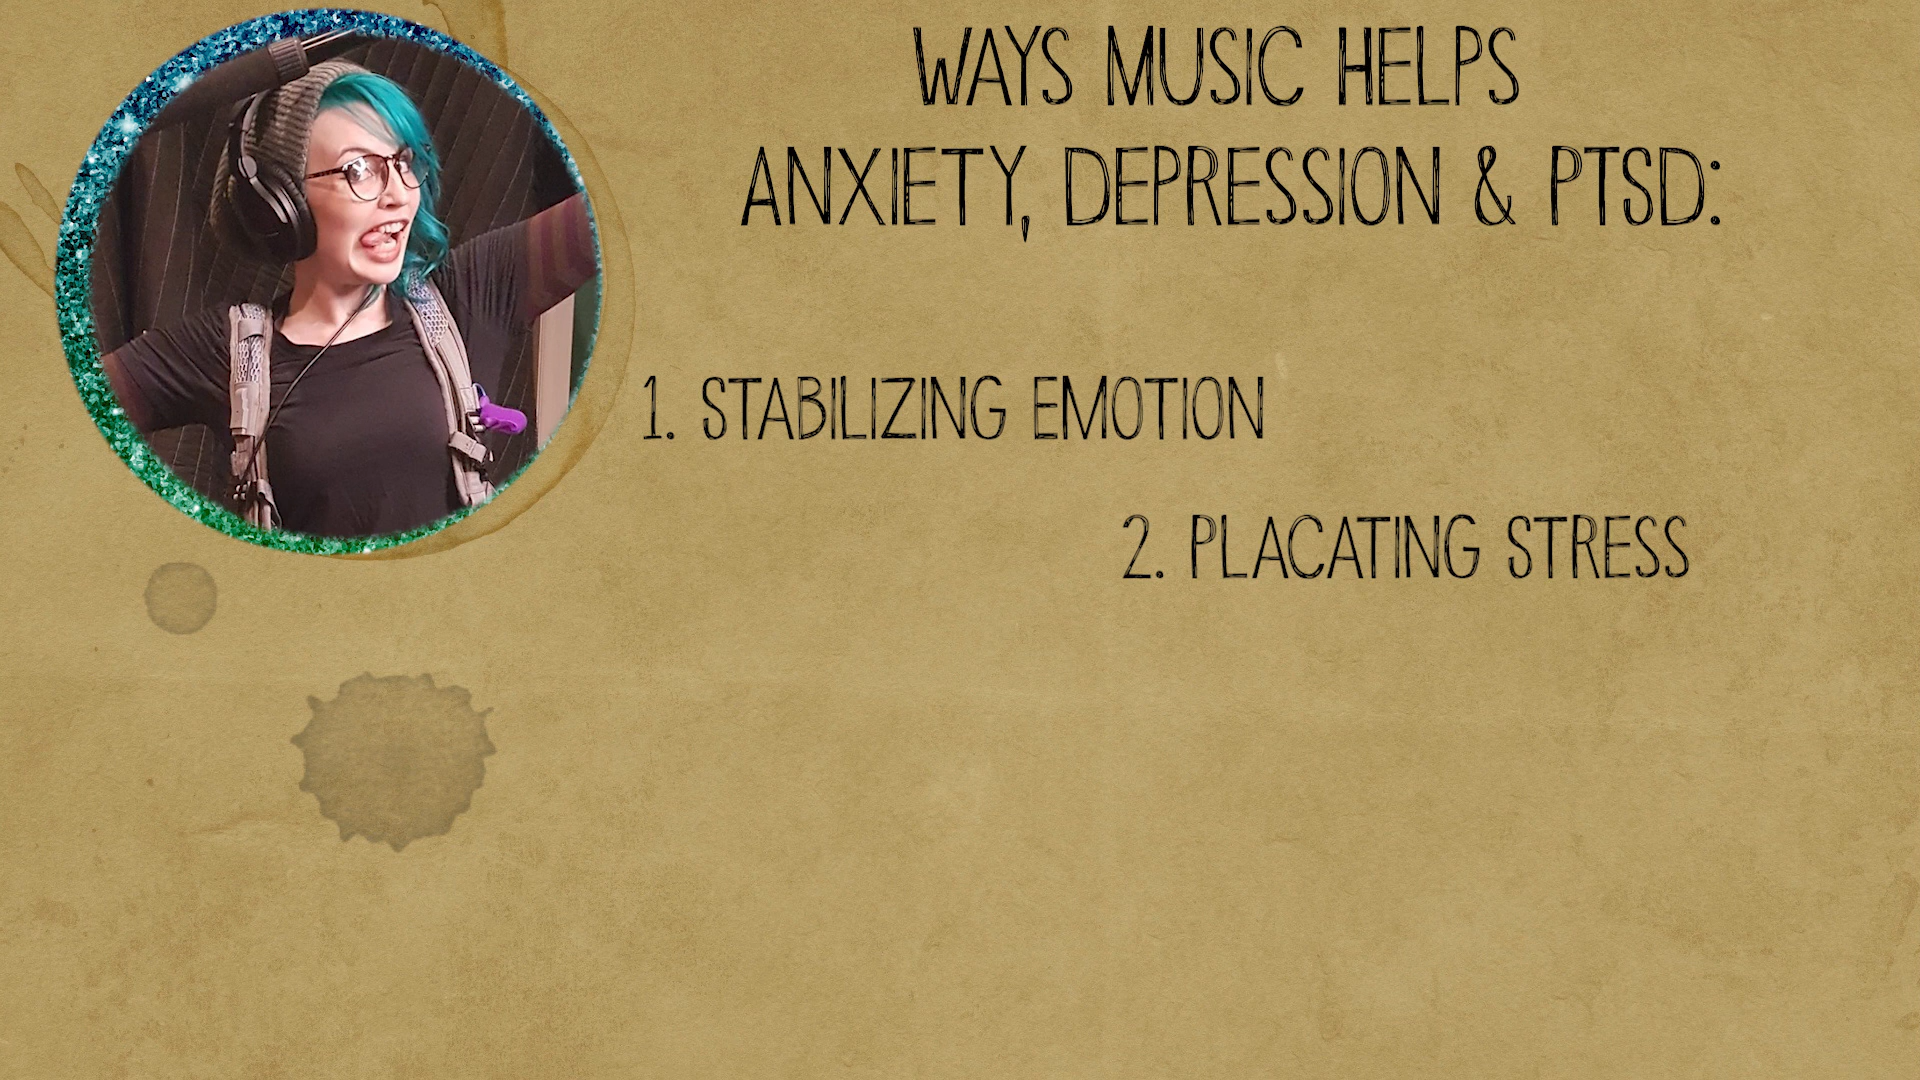 WAYS MUSIC HELPS
ANXIETY, DEPRESSION & PTSD:
1. STABILIZING EMOTION
2. PLACATING STRESS